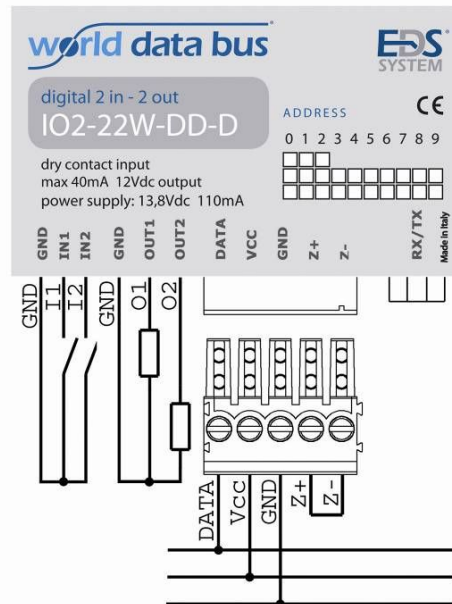 world data bus
EDS
SYSTEM
digital 2 in - 2 out
IO2-22W-DD-D
ADDRESS
CE
0 1 2 3 4 5 6 7 8 9
dry contact input
max 40mA 12Vdc output
power supply: 13,8Vdc 110mA
GND IN1 IN2 GND OUT1 OUT2 DATA VCC GND Z+ Z- RX/TX Made in Italy
GND I1 I2 GND O1 O2
DATA Vcc GND Z+ Z-